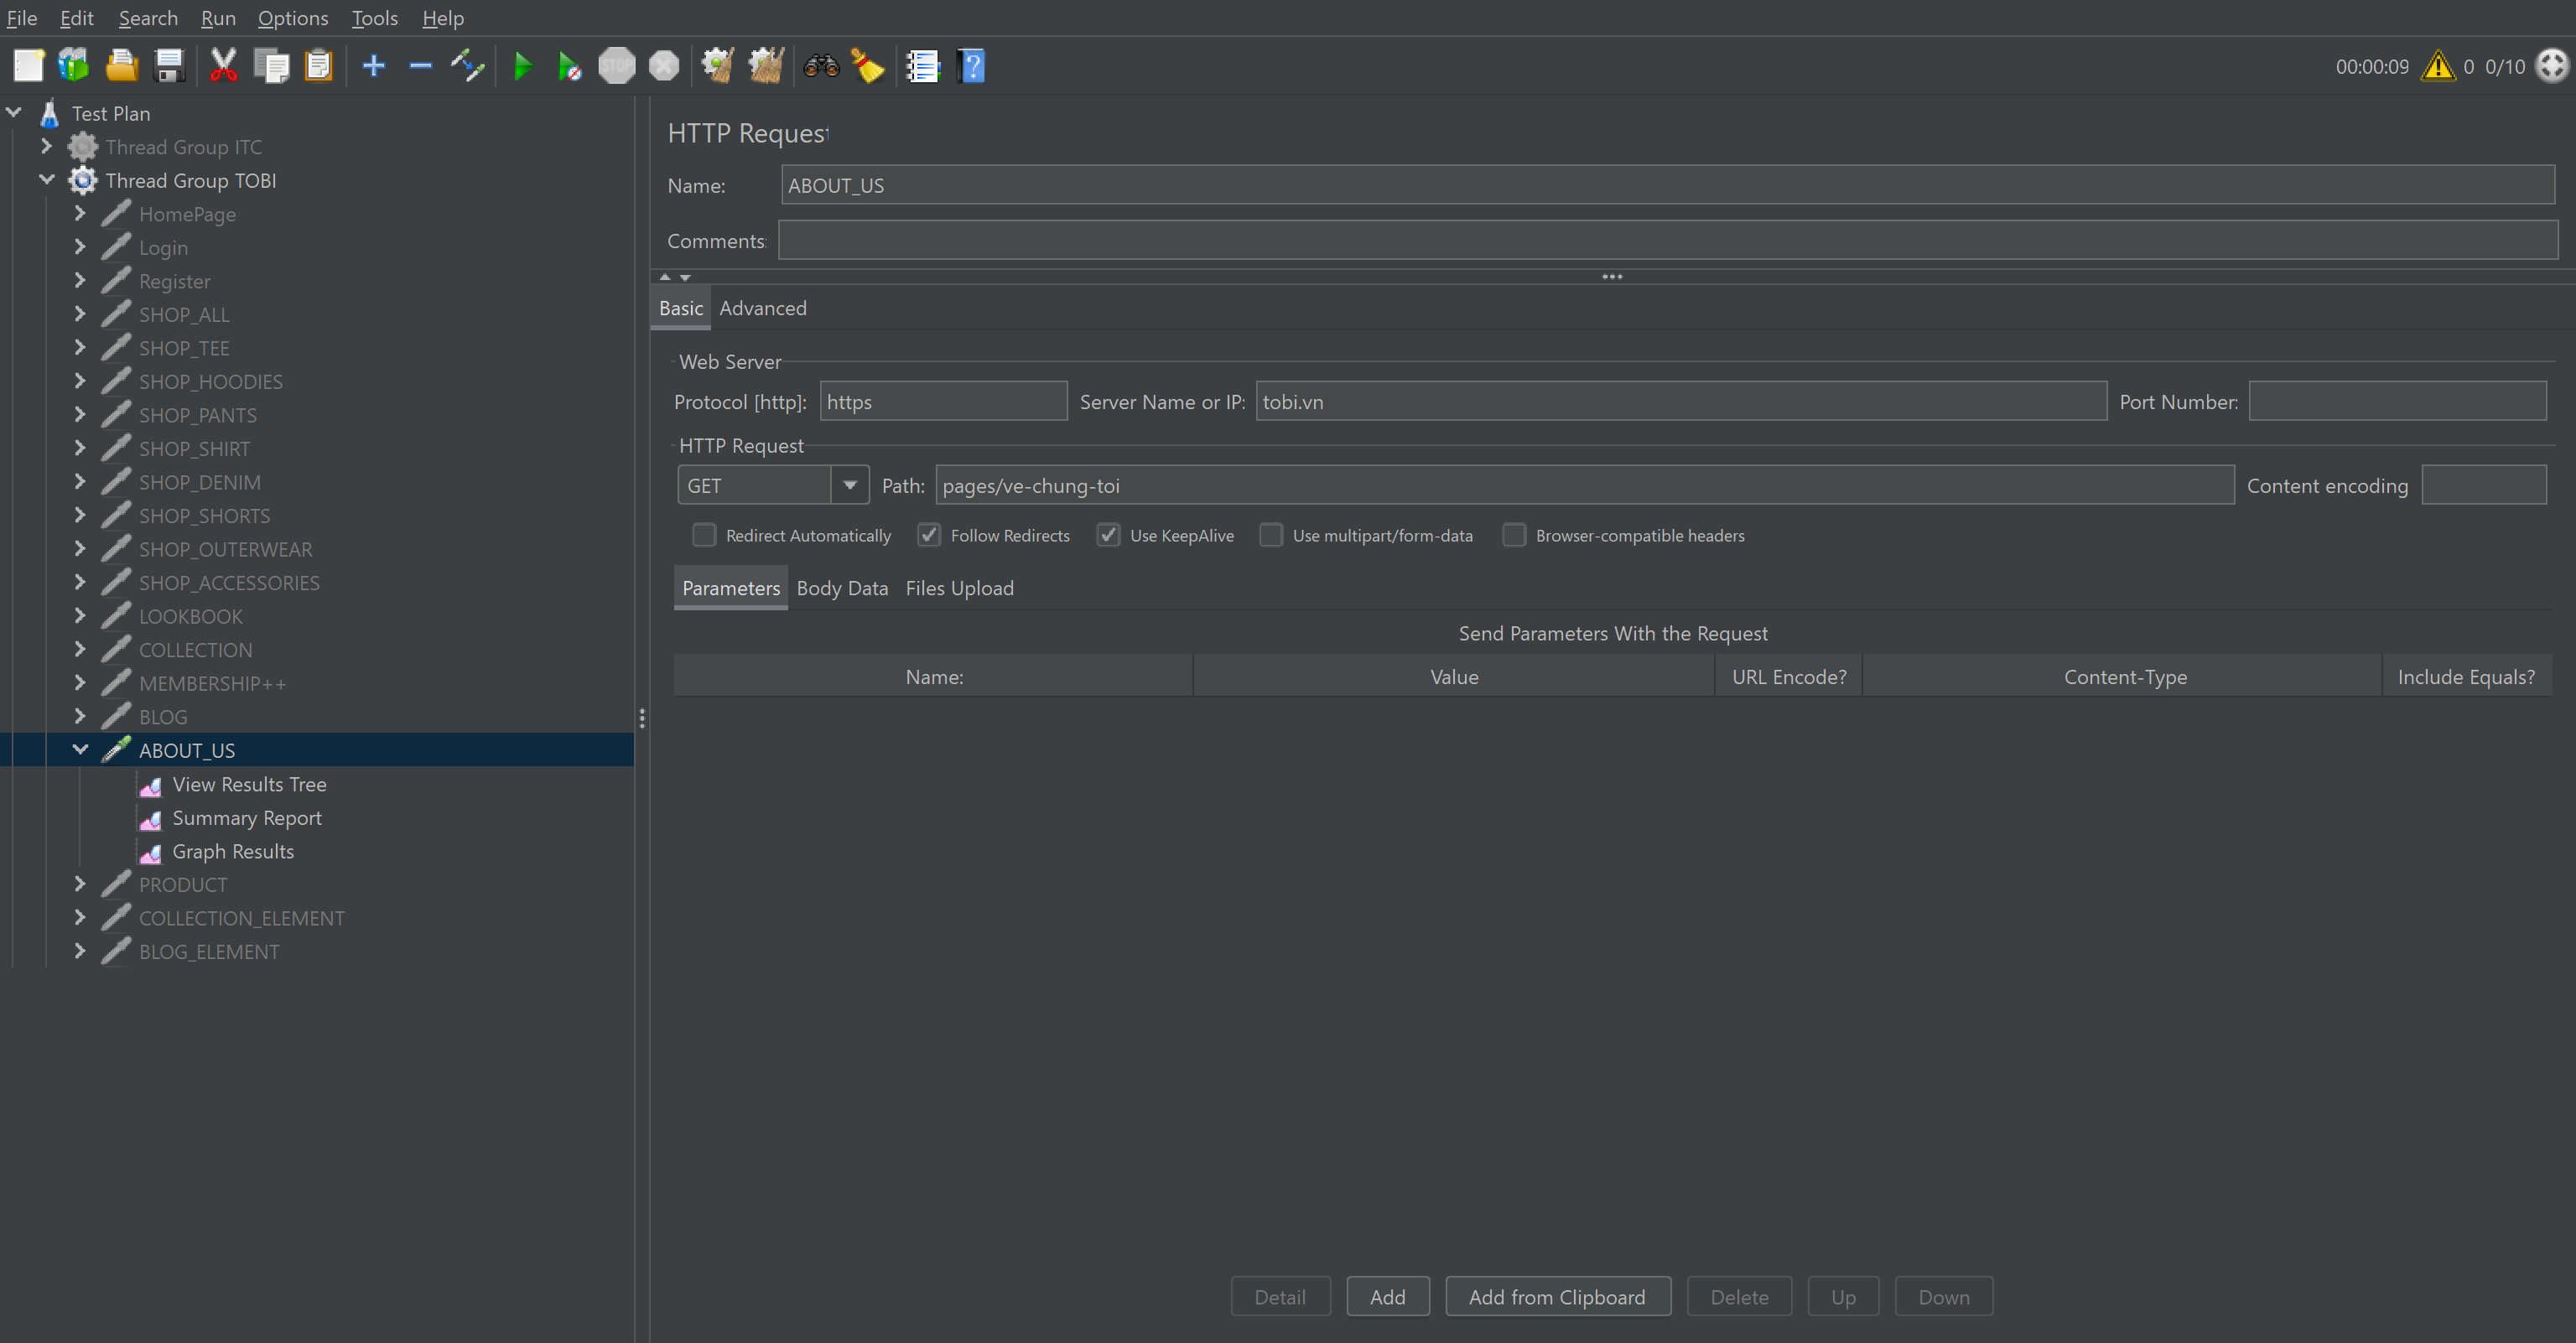 File Edit Search Run Options Tools Help
STOP
00:00:09 0 0/10
Test Plan
Thread Group ITC
Thread Group TOBI
HomePage
Login
Register
SHOP_ALL
SHOP_TEE
SHOP_HOODIES
SHOP_PANTS
SHOP_SHIRT
SHOP_DENIM
SHOP_SHORTS
SHOP_OUTERWEAR
SHOP_ACCESSORIES
LOOKBOOK
COLLECTION
MEMBERSHIP++
BLOG
ABOUT_US
View Results Tree
Summary Report
Graph Results
PRODUCT
COLLECTION_ELEMENT
BLOG_ELEMENT
HTTP Request
Name: ABOUT_US
Comments:
Basic Advanced
Web Server
Protocol [http]: https Server Name or IP: tobi.vn Port Number:
HTTP Request
GET Path: pages/ve-chung-toi Content encoding
Redirect Automatically Follow Redirects Use KeepAlive Use multipart/form-data Browser-compatible headers
Parameters Body Data Files Upload
Send Parameters With the Request
Name: Value URL Encode? Content-Type Include Equals?
Detail Add Add from Clipboard Delete Up Down